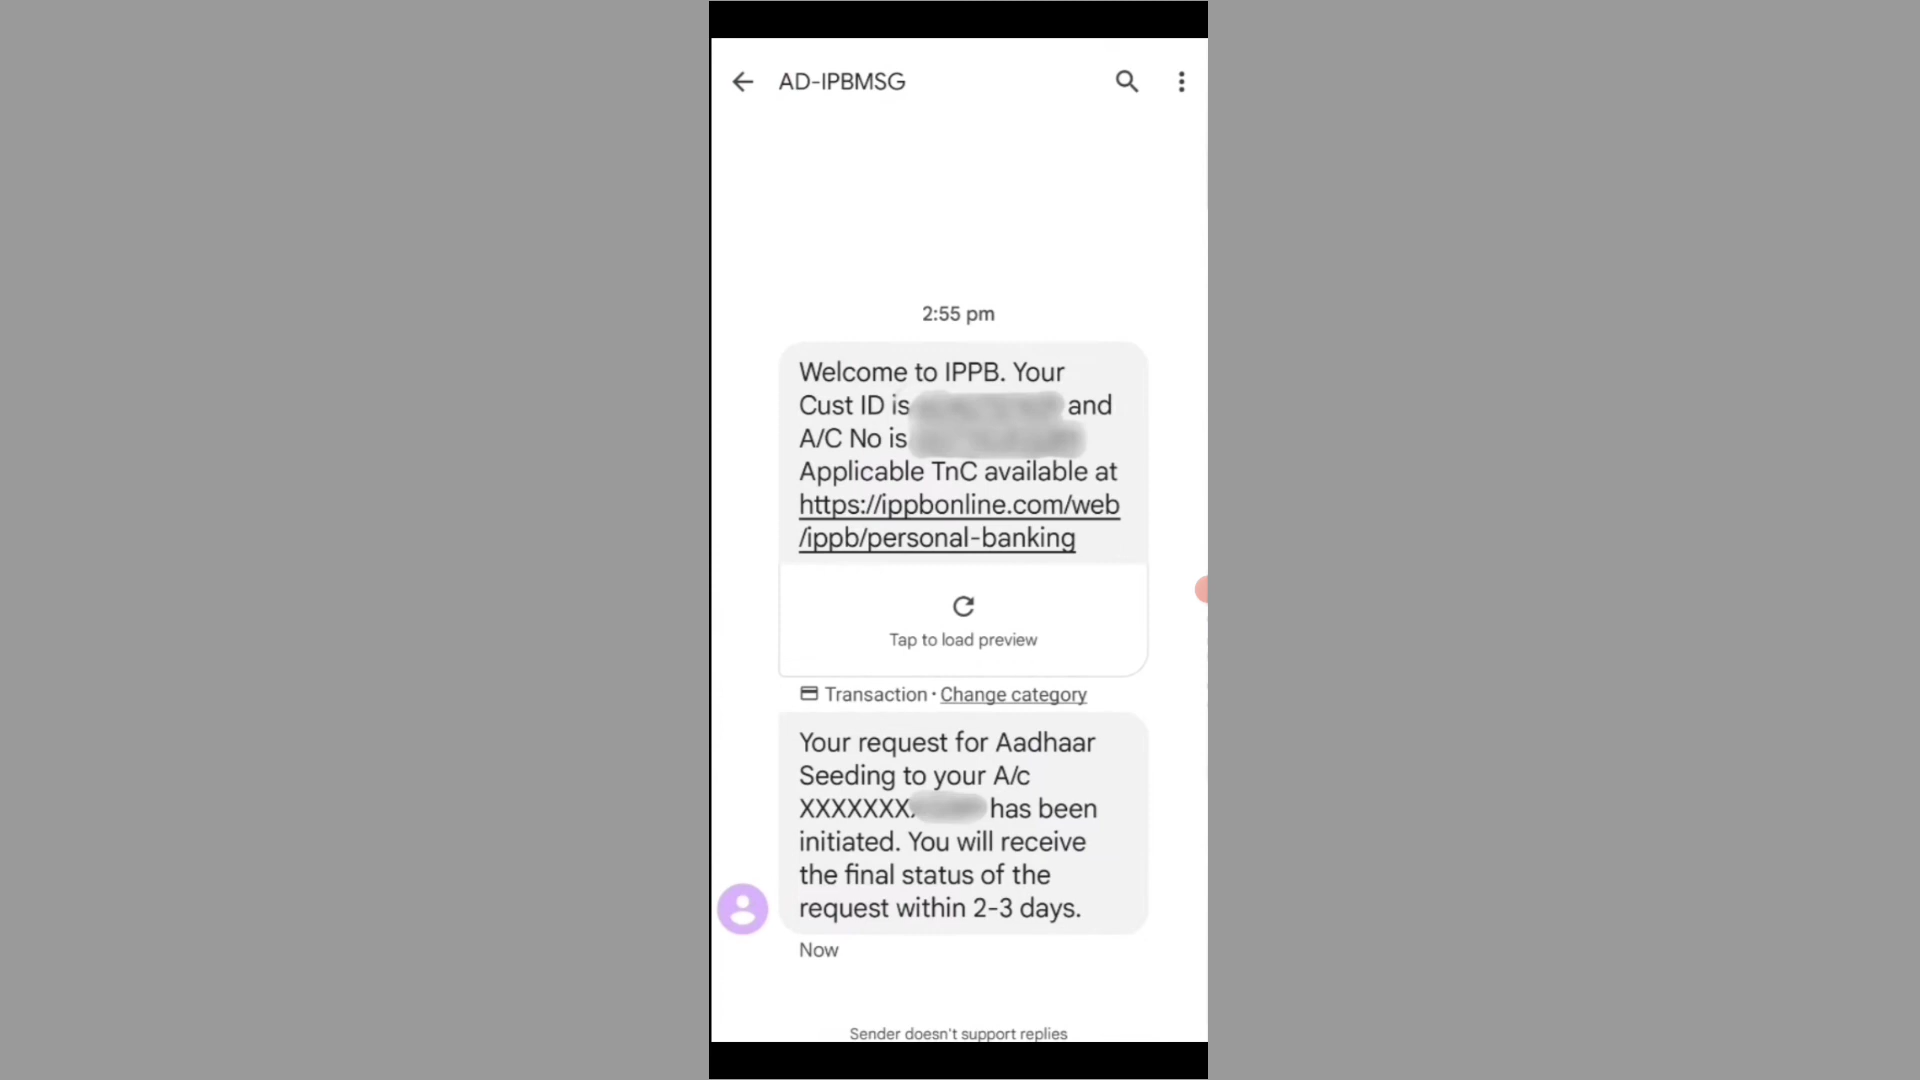 AD-IPBMSG
2:55 pm
Welcome to IPPB. Your
Cust ID is and
A/C No is
Applicable TnC available at
https://ippbonline.com/web
/ippb/personal-banking
Tap to load preview
Transaction • Change category
Your request for Aadhaar
Seeding to your A/c
XXXXXXX has been
initiated. You will receive
the final status of the
request within 2-3 days.
Now
Sender doesn't support replies